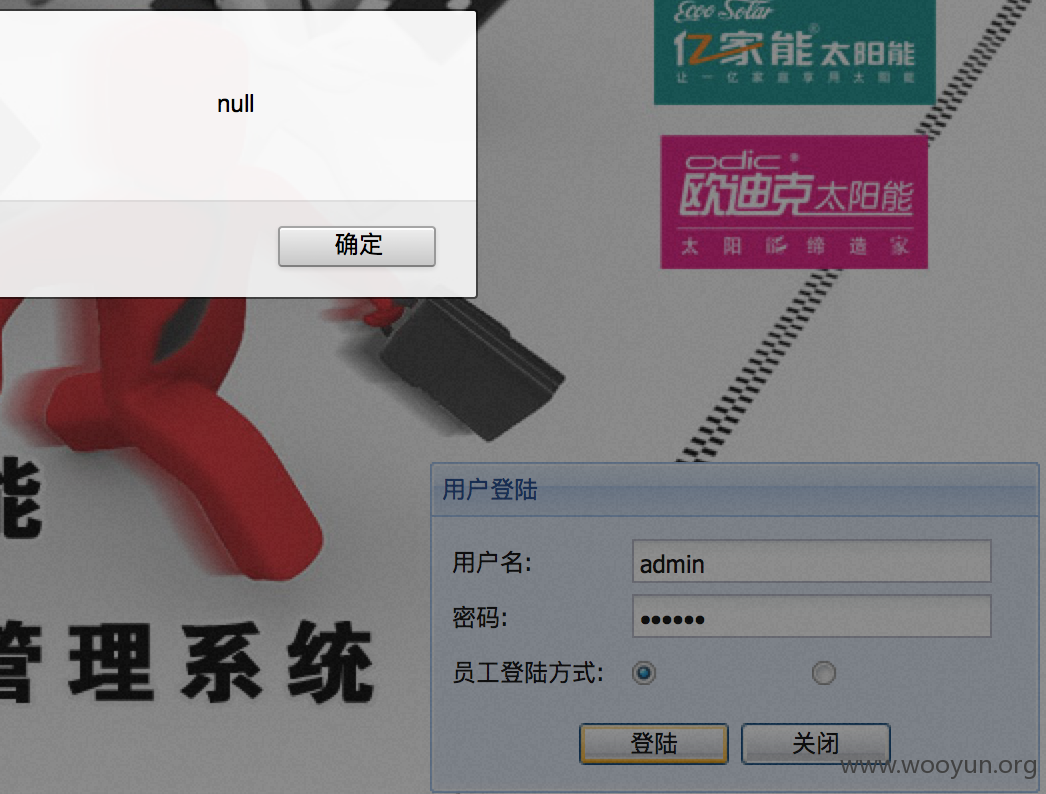 null
确定
Ecoo Solar
亿家能®太阳能
让一亿家庭享用太阳能
odic®
欧迪克太阳能
太阳能缔造家
能
管理系统
用户登陆
用户名:
admin
密码:
••••••
员工登陆方式:
登陆
关闭
www.wooyun.org